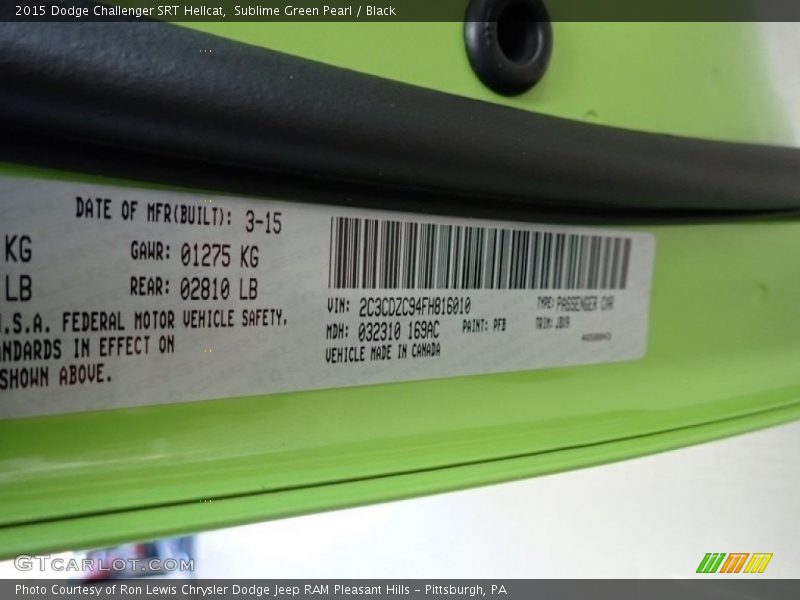 2015 Dodge Challenger SRT Hellcat,  Sublime Green Pearl / Black
DATE OF MFR(BUILT): 3-15
KG GAWR: 01275 KG
LB REAR: 02810 LB
U.S.A. FEDERAL MOTOR VEHICLE SAFETY,
ANDARDS IN EFFECT ON
SHOWN ABOVE.
VIN: 2C3CDZC94FH816010 TYPE: PASSENGER CAR
MDH: 032310 169AC PAINT: PFB TRIM: JBX9
VEHICLE MADE IN CANADA
GTCARLOT.COM
Photo Courtesy of Ron Lewis Chrysler Dodge Jeep RAM Pleasant Hills - Pittsburgh, PA